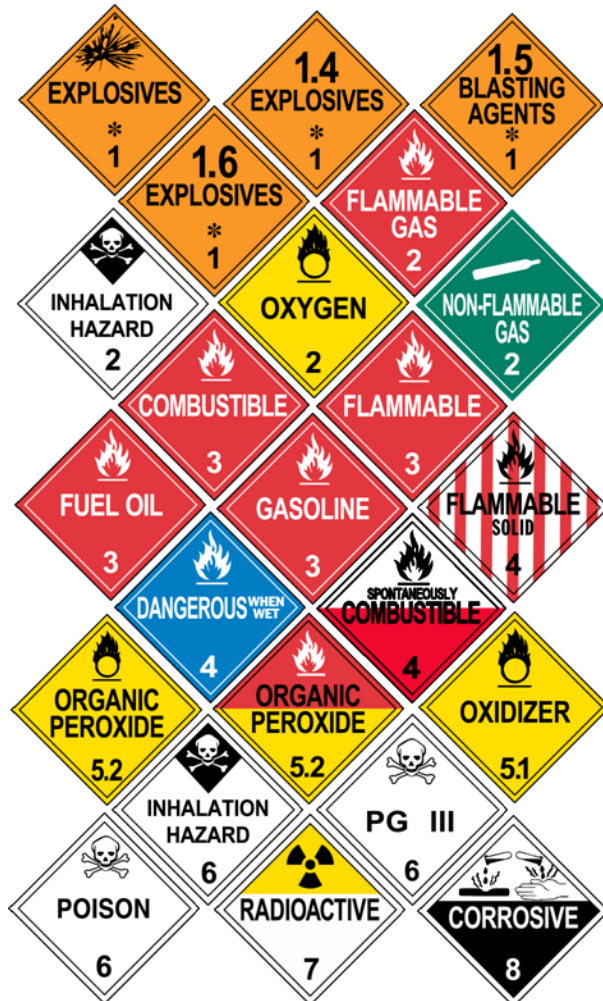 EXPLOSIVES
*
1
1.4
EXPLOSIVES
*
1
1.5
BLASTING
AGENTS
*
1
1.6
EXPLOSIVES
*
1
FLAMMABLE
GAS
2
INHALATION
HAZARD
2
OXYGEN
2
NON-FLAMMABLE
GAS
2
COMBUSTIBLE
3
FLAMMABLE
3
FUEL OIL
3
GASOLINE
3
FLAMMABLE
SOLID
4
DANGEROUS WHEN
WET
4
SPONTANEOUSLY
COMBUSTIBLE
4
ORGANIC
PEROXIDE
5.2
ORGANIC
PEROXIDE
5.2
OXIDIZER
5.1
INHALATION
HAZARD
6
PG III
6
POISON
6
RADIOACTIVE
7
CORROSIVE
8